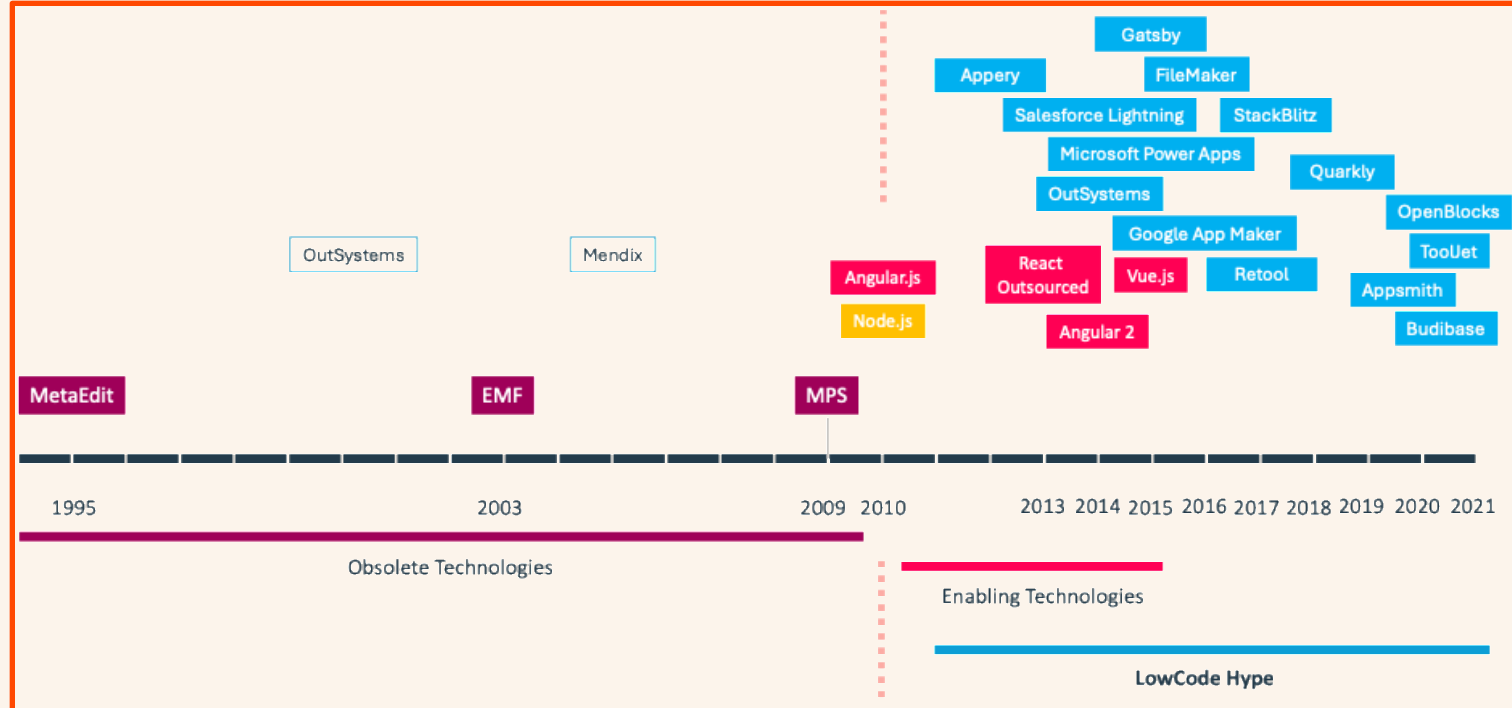 Gatsby
Appery
FileMaker
Salesforce Lightning
StackBlitz
Microsoft Power Apps
Quarkly
OutSystems
OpenBlocks
Google App Maker
OutSystems
Mendix
ToolJet
Angular.js
React
Outsourced
Vue.js
Retool
Appsmith
Node.js
Angular 2
Budibase
MetaEdit
EMF
MPS
1995
2003
2009
2010
2013
2014
2015
2016
2017
2018
2019
2020
2021
Obsolete Technologies
Enabling Technologies
LowCode Hype